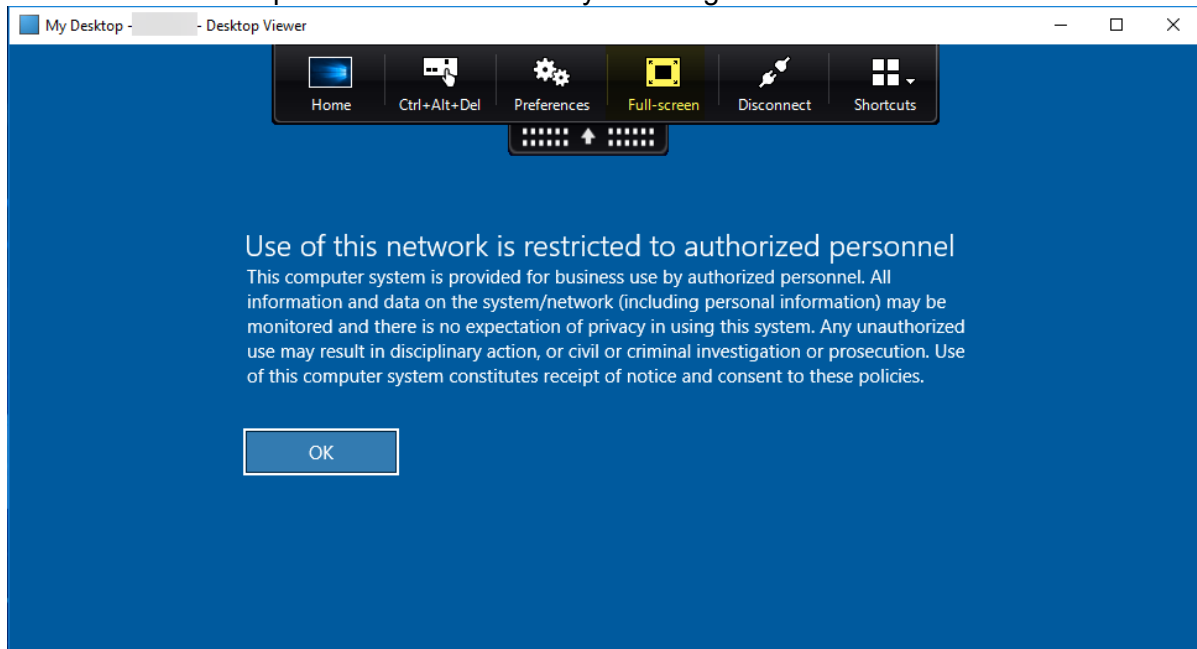 My Desktop - - Desktop Viewer
Home Ctrl+Alt+Del Preferences Full-screen Disconnect Shortcuts
Use of this network is restricted to authorized personnel
This computer system is provided for business use by authorized personnel. All
information and data on the system/network (including personal information) may be
monitored and there is no expectation of privacy in using this system. Any unauthorized
use may result in disciplinary action, or civil or criminal investigation or prosecution. Use
of this computer system constitutes receipt of notice and consent to these policies.
OK